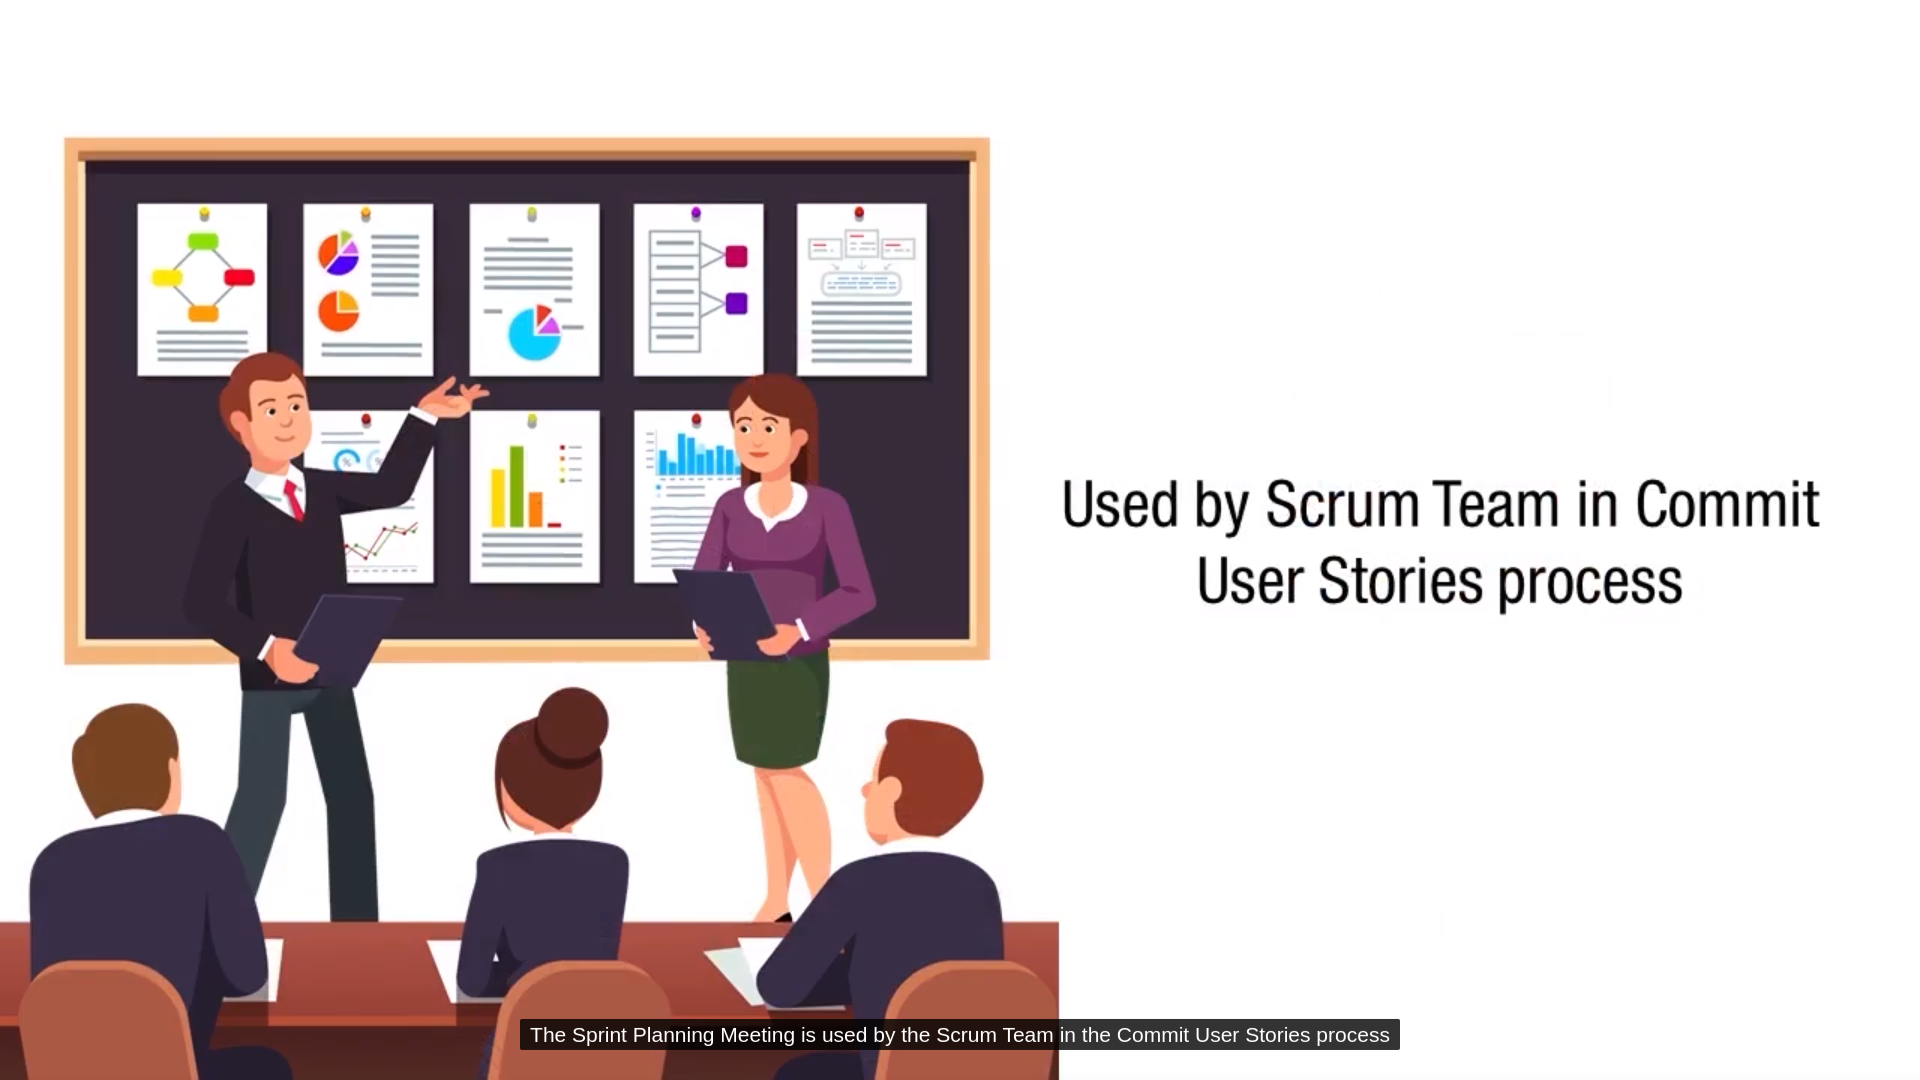 Used by Scrum Team in Commit
User Stories process
The Sprint Planning Meeting is used by the Scrum Team in the Commit User Stories process